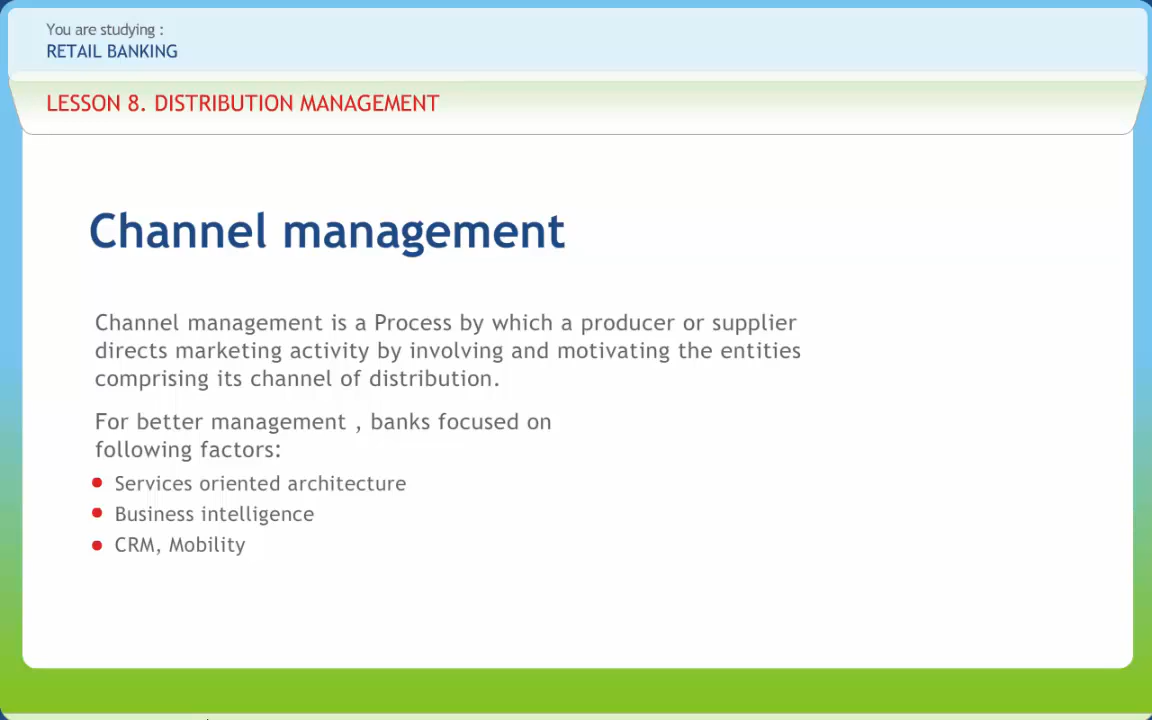 You are studying :
RETAIL BANKING
LESSON 8. DISTRIBUTION MANAGEMENT
Channel management
Channel management is a Process by which a producer or supplier
directs marketing activity by involving and motivating the entities
comprising its channel of distribution.
For better management , banks focused on
following factors:
Services oriented architecture
Business intelligence
CRM, Mobility